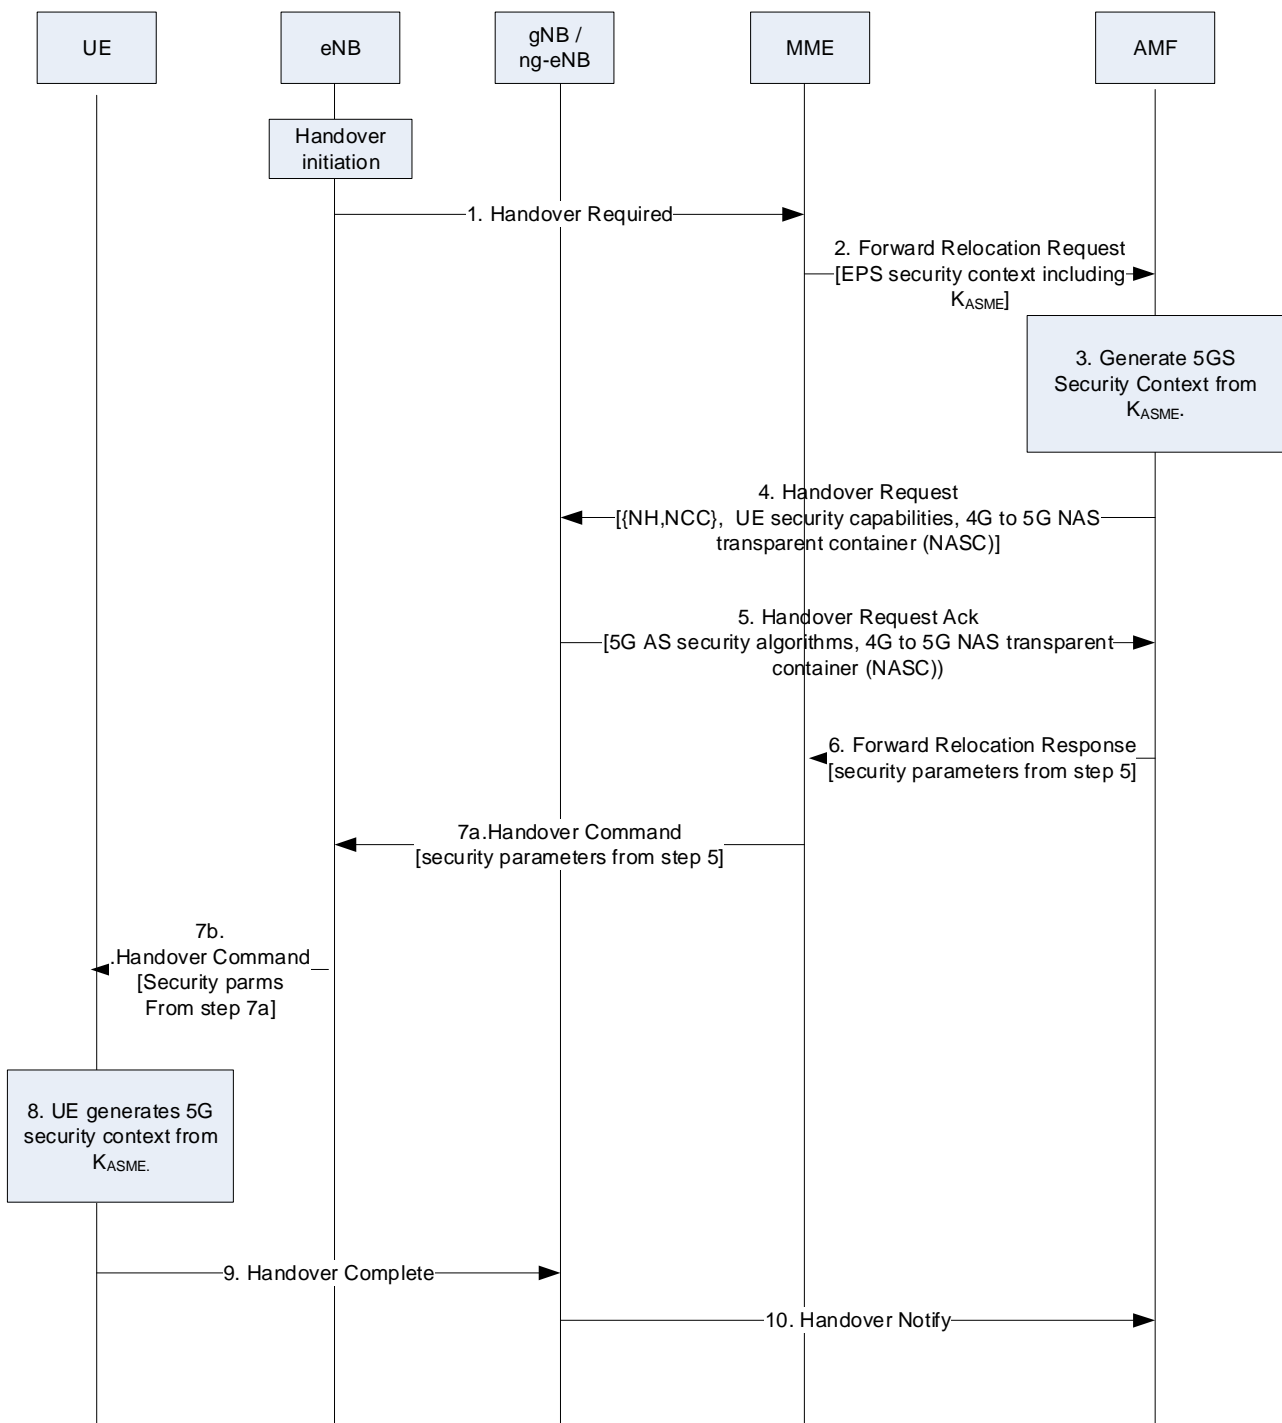 UE
eNB
gNB /
ng-eNB
MME
AMF
Handover
initiation
1. Handover Required
2. Forward Relocation Request
[EPS security context including
KASME]
3. Generate 5GS
Security Context from
KASME.
4. Handover Request
[{NH,NCC},  UE security capabilities, 4G to 5G NAS
transparent container (NASC)]
5. Handover Request Ack
[5G AS security algorithms, 4G to 5G NAS transparent
container (NASC))
6. Forward Relocation Response
[security parameters from step 5]
7a.Handover Command
[security parameters from step 5]
7b.
.Handover Command
[Security parms
From step 7a]
8. UE generates 5G
security context from
KASME.
9. Handover Complete
10. Handover Notify